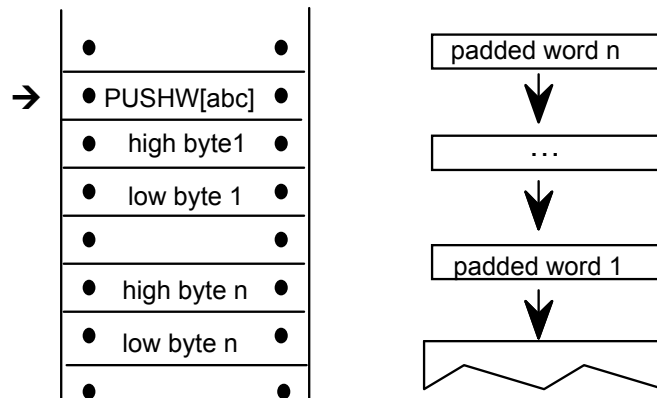 PUSHW[abc]
high byte1
low byte 1
high byte n
low byte n
padded word n
...
padded word 1